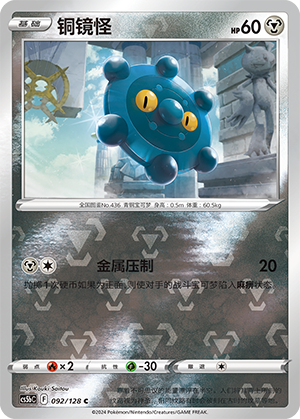 基础
铜镜怪
HP60
全国图鉴No.436 青铜宝可梦 身高：0.5m 体重：60.5kg
金属压制 20
抛掷1次硬币如果为正面，则使对手的战斗宝可梦陷入麻痹状态。
弱点 ×2 抵抗力 -30 撤退
Illus. Kouki Saitou
cs5bC F 092/128 C
©2024 Pokémon/Nintendo/Creatures/GAME FREAK.